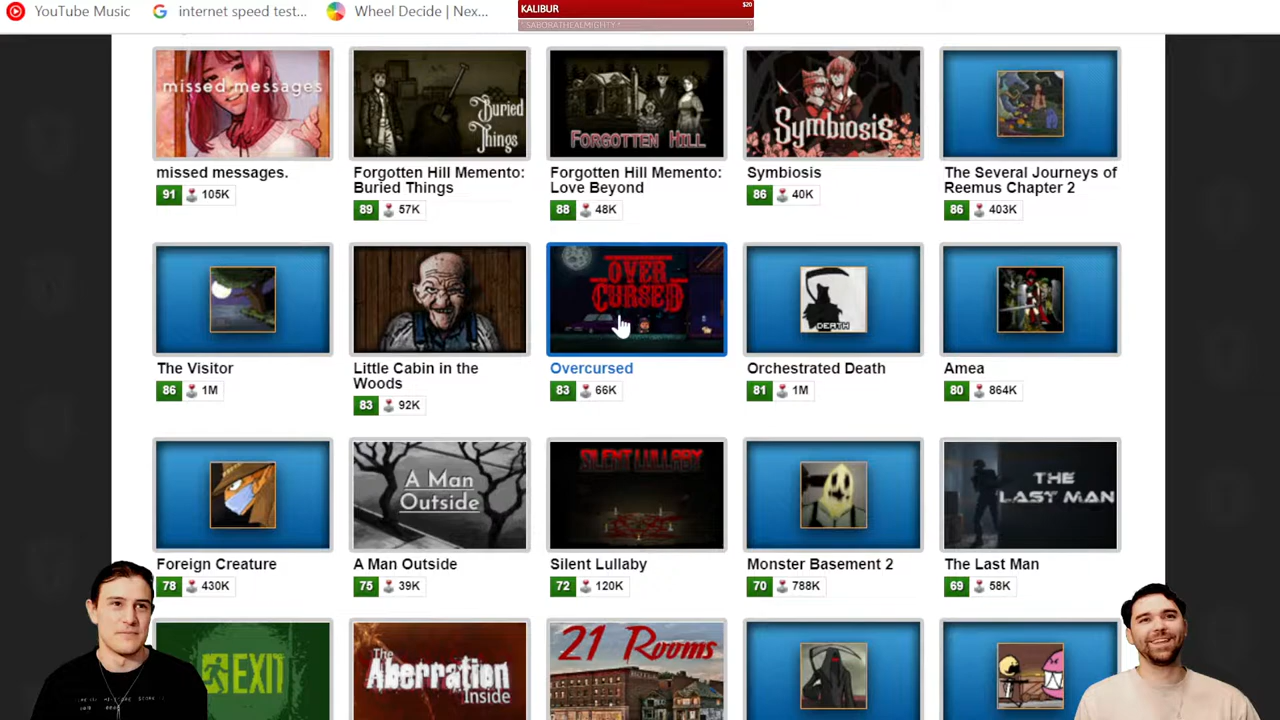 YouTube Music
internet speed test...
Wheel Decide | Nex...
KALIBUR
$20
* SABORATHEALMIGHTY *
missed messages
Buried
Things
FORGOTTEN HILL
Symbiosis
missed messages.
91 105K
Forgotten Hill Memento:
Buried Things
89 57K
Forgotten Hill Memento:
Love Beyond
88 48K
Symbiosis
86 40K
The Several Journeys of
Reemus Chapter 2
86 403K
OVER
CURSED
DEATH
The Visitor
86 1M
Little Cabin in the
Woods
83 92K
Overcursed
83 66K
Orchestrated Death
81 1M
Amea
80 864K
A Man
Outside
SILENT LULLABY
THE
LAST MAN
Foreign Creature
78 430K
A Man Outside
75 39K
Silent Lullaby
72 120K
Monster Basement 2
70 788K
The Last Man
69 58K
EXIT
The
Aberration
Inside
21 Rooms